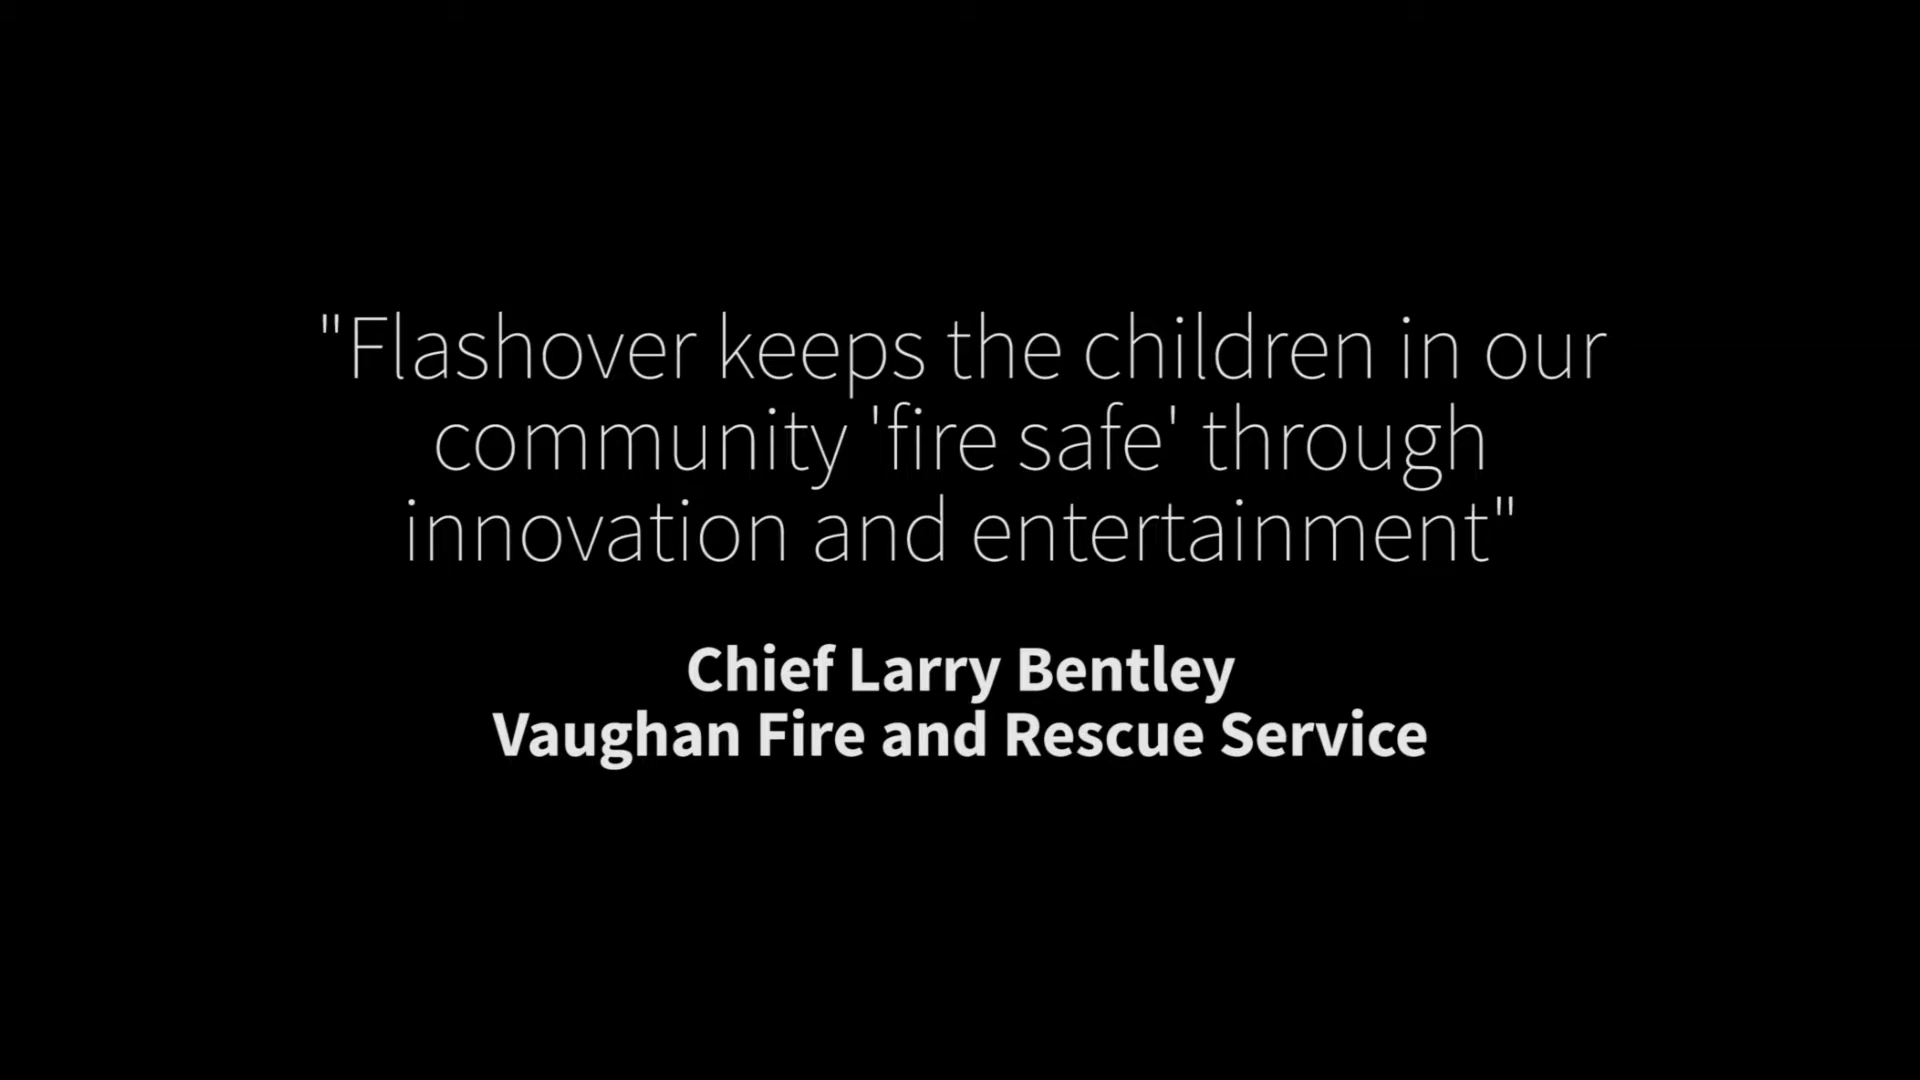 "Flashover keeps the children in our
community 'fire safe' through
innovation and entertainment"
Chief Larry Bentley
Vaughan Fire and Rescue Service